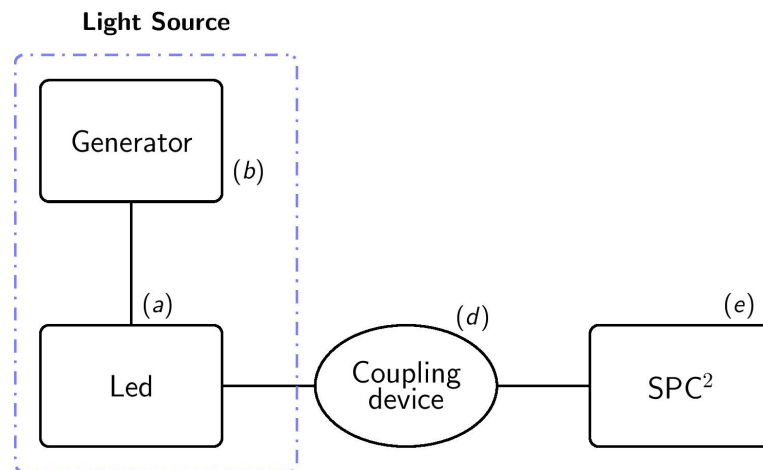 Light Source
Generator
(b)
(a)
Led
(d)
Coupling
device
(e)
SPC²